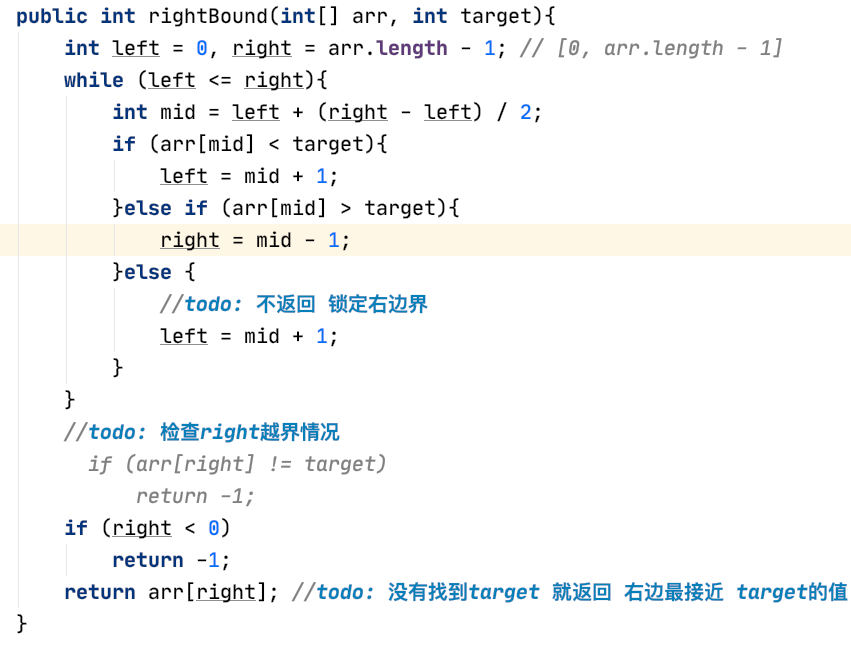 public int rightBound(int[] arr, int target){
    int left = 0, right = arr.length - 1; // [0, arr.length - 1]
    while (left <= right){
        int mid = left + (right - left) / 2;
        if (arr[mid] < target){
            left = mid + 1;
        }else if (arr[mid] > target){
            right = mid - 1;
        }else {
            //todo: 不返回 锁定右边界
            left = mid + 1;
        }
    }
    //todo: 检查right越界情况
      if (arr[right] != target)
          return -1;
    if (right < 0)
        return -1;
    return arr[right]; //todo: 没有找到target 就返回 右边最接近 target的值
}